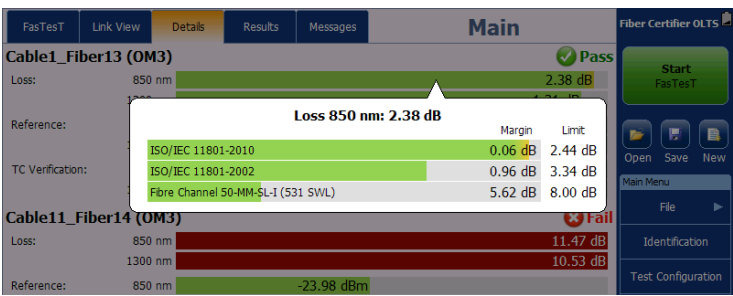 FasTesT Link View Details Results Messages Main Fiber Certifier OLTS
Cable1_Fiber13 (OM3) Pass
Loss: 850 nm 2.38 dB
Start
FasTesT
Reference:
Loss 850 nm: 2.38 dB
Margin Limit
ISO/IEC 11801-2010 0.06 dB 2.44 dB
ISO/IEC 11801-2002 0.96 dB 3.34 dB
Fibre Channel 50-MM-SL-I (531 SWL) 5.62 dB 8.00 dB
TC Verification:
Open Save New
Main Menu
File
Cable11_Fiber14 (OM3) Fail
Loss: 850 nm 11.47 dB
Identification
1300 nm 10.53 dB
Test Configuration
Reference: 850 nm -23.98 dBm